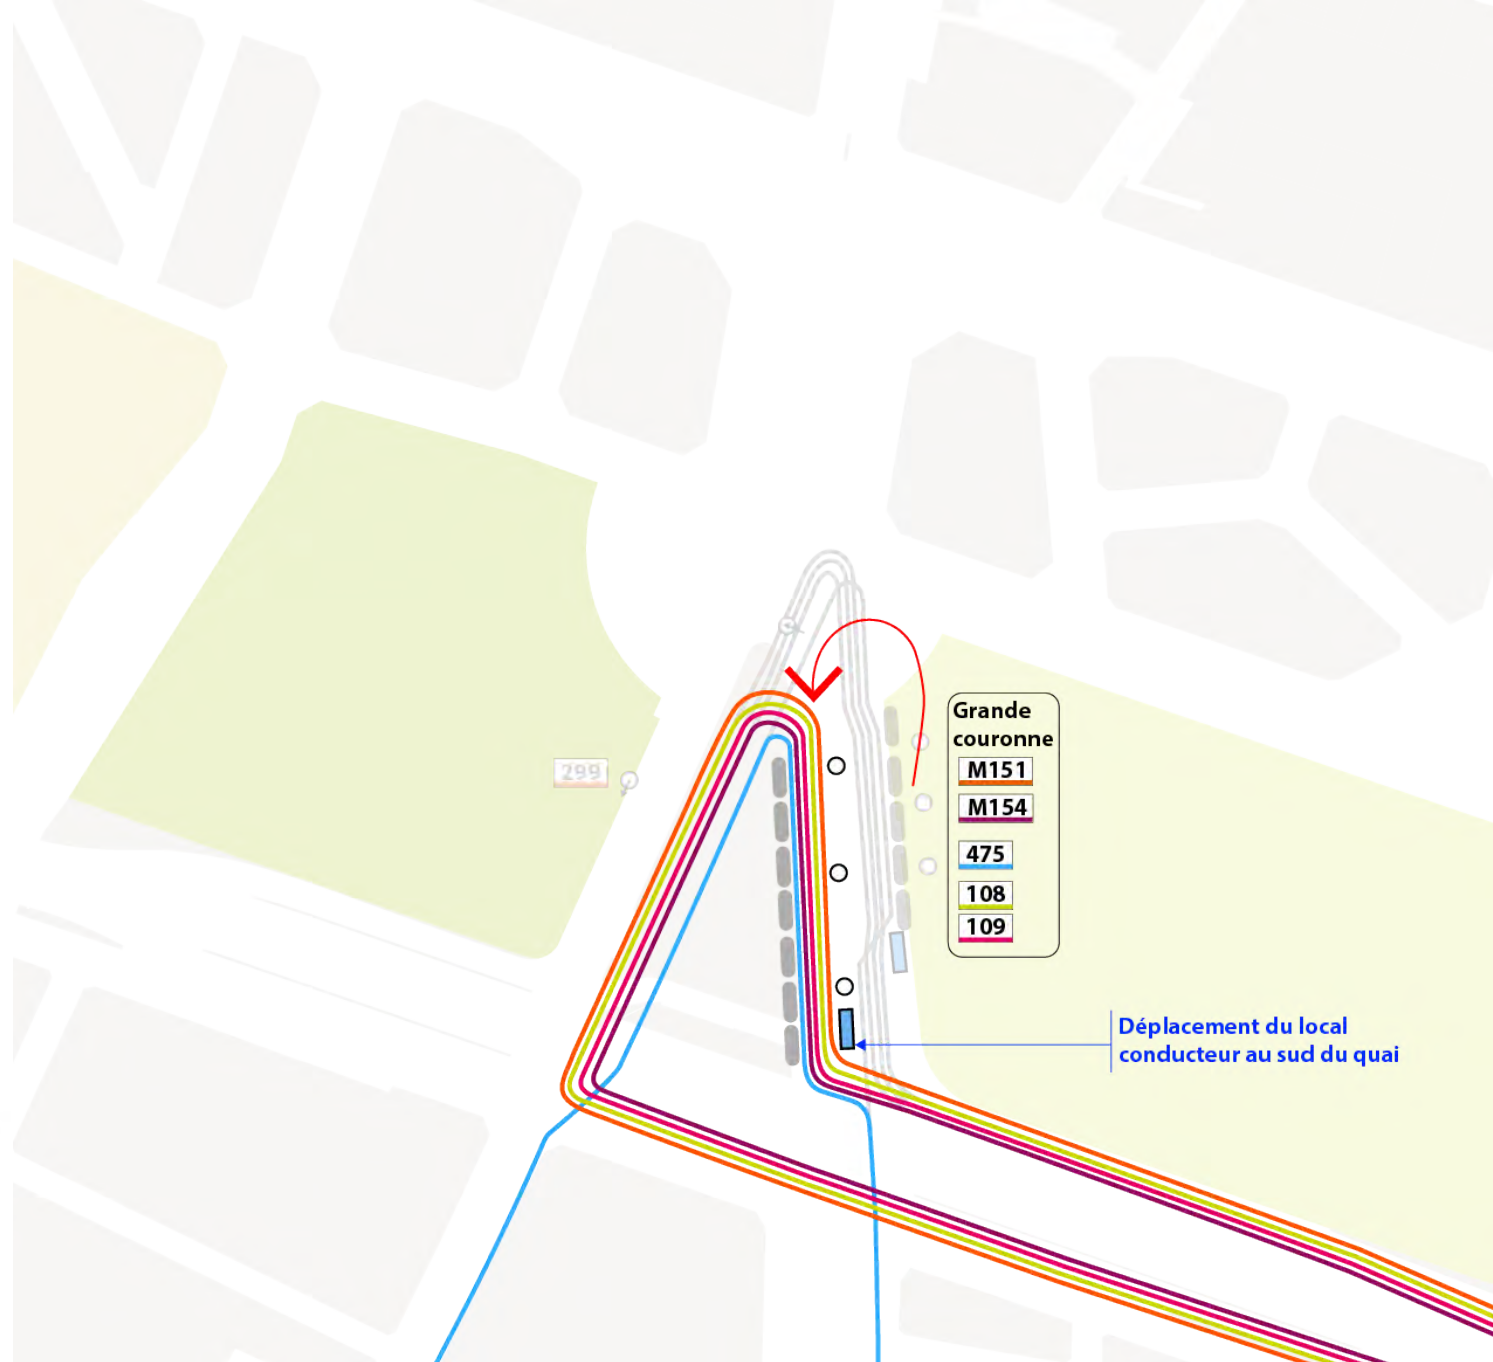 299
Grande
couronne
M151
M154
475
108
109
Déplacement du local
conducteur au sud du quai